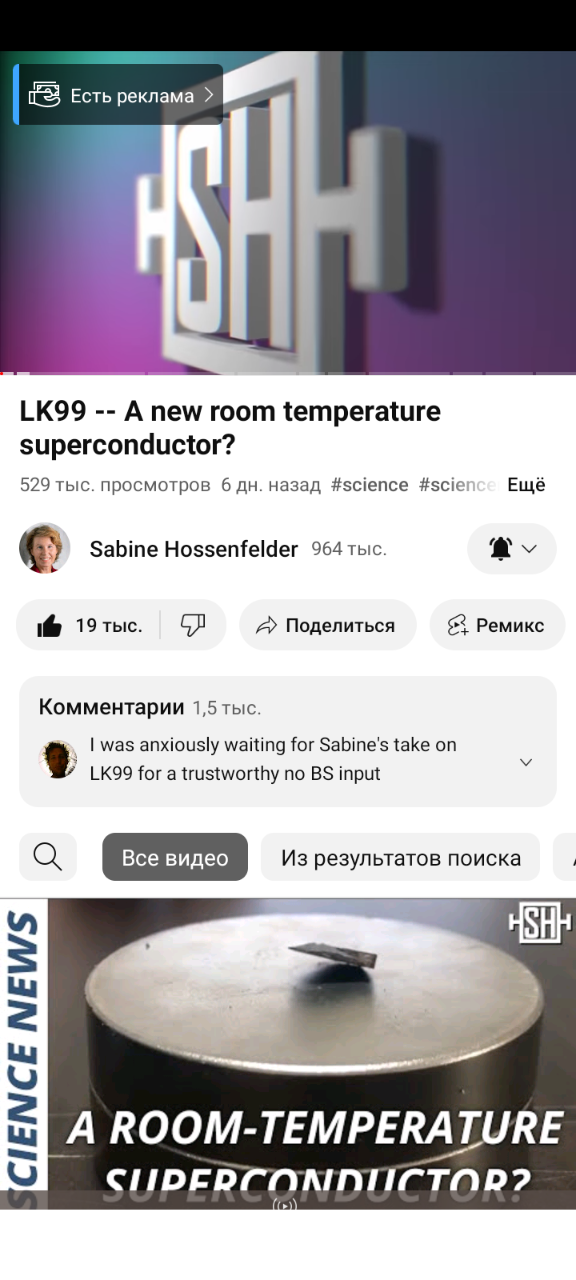 Есть реклама
SH
LK99 -- A new room temperature
superconductor?
529 тыс. просмотров 6 дн. назад #science #science Ещё
Sabine Hossenfelder 964 тыс.
19 тыс. Поделиться Ремикс
Комментарии 1,5 тыс.
I was anxiously waiting for Sabine's take on
LK99 for a trustworthy no BS input
Все видео Из результатов поиска
SH
SCIENCE NEWS
A ROOM-TEMPERATURE
SUPERCONDUCTOR?